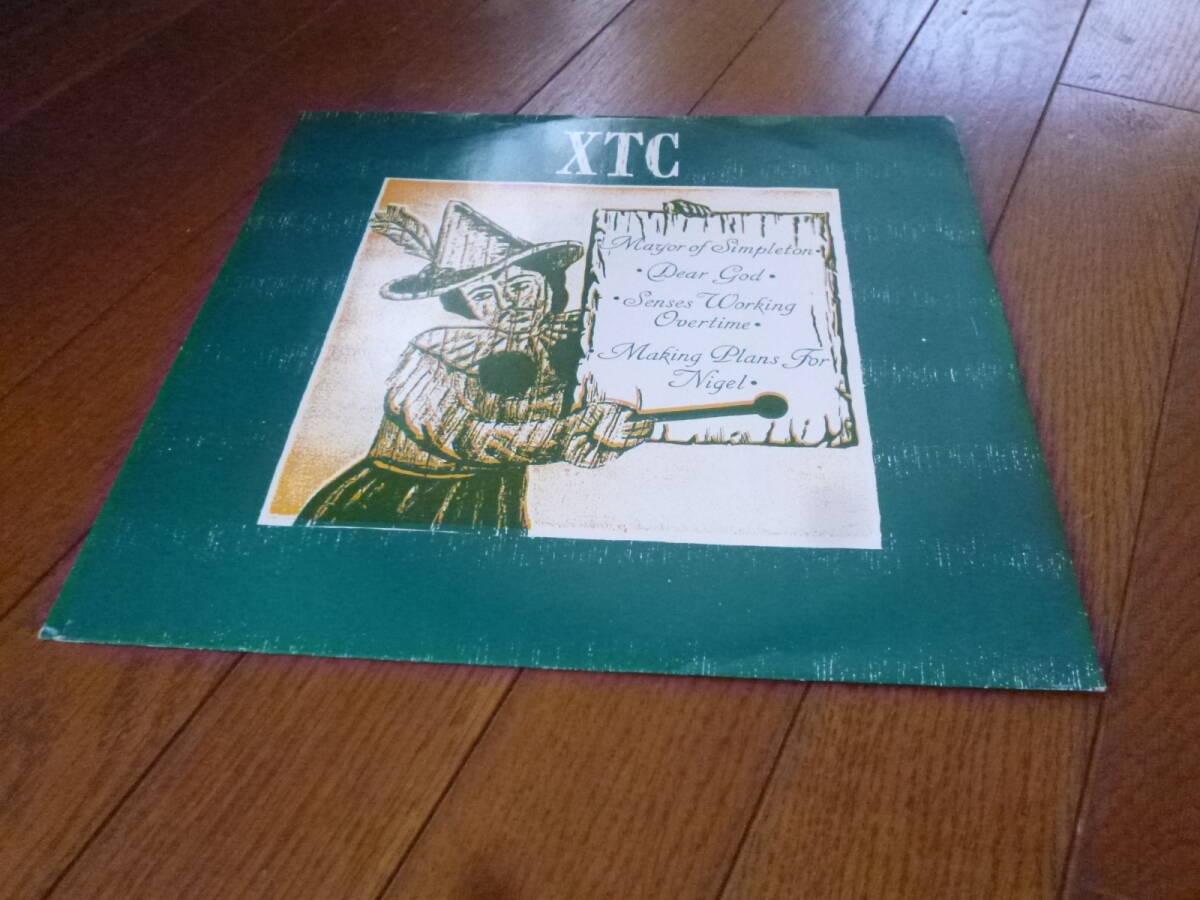 XTC
Mayor of Simpleton•
•Dear God•
•Senses Working
Overtime•
•Making Plans For
Nigel•